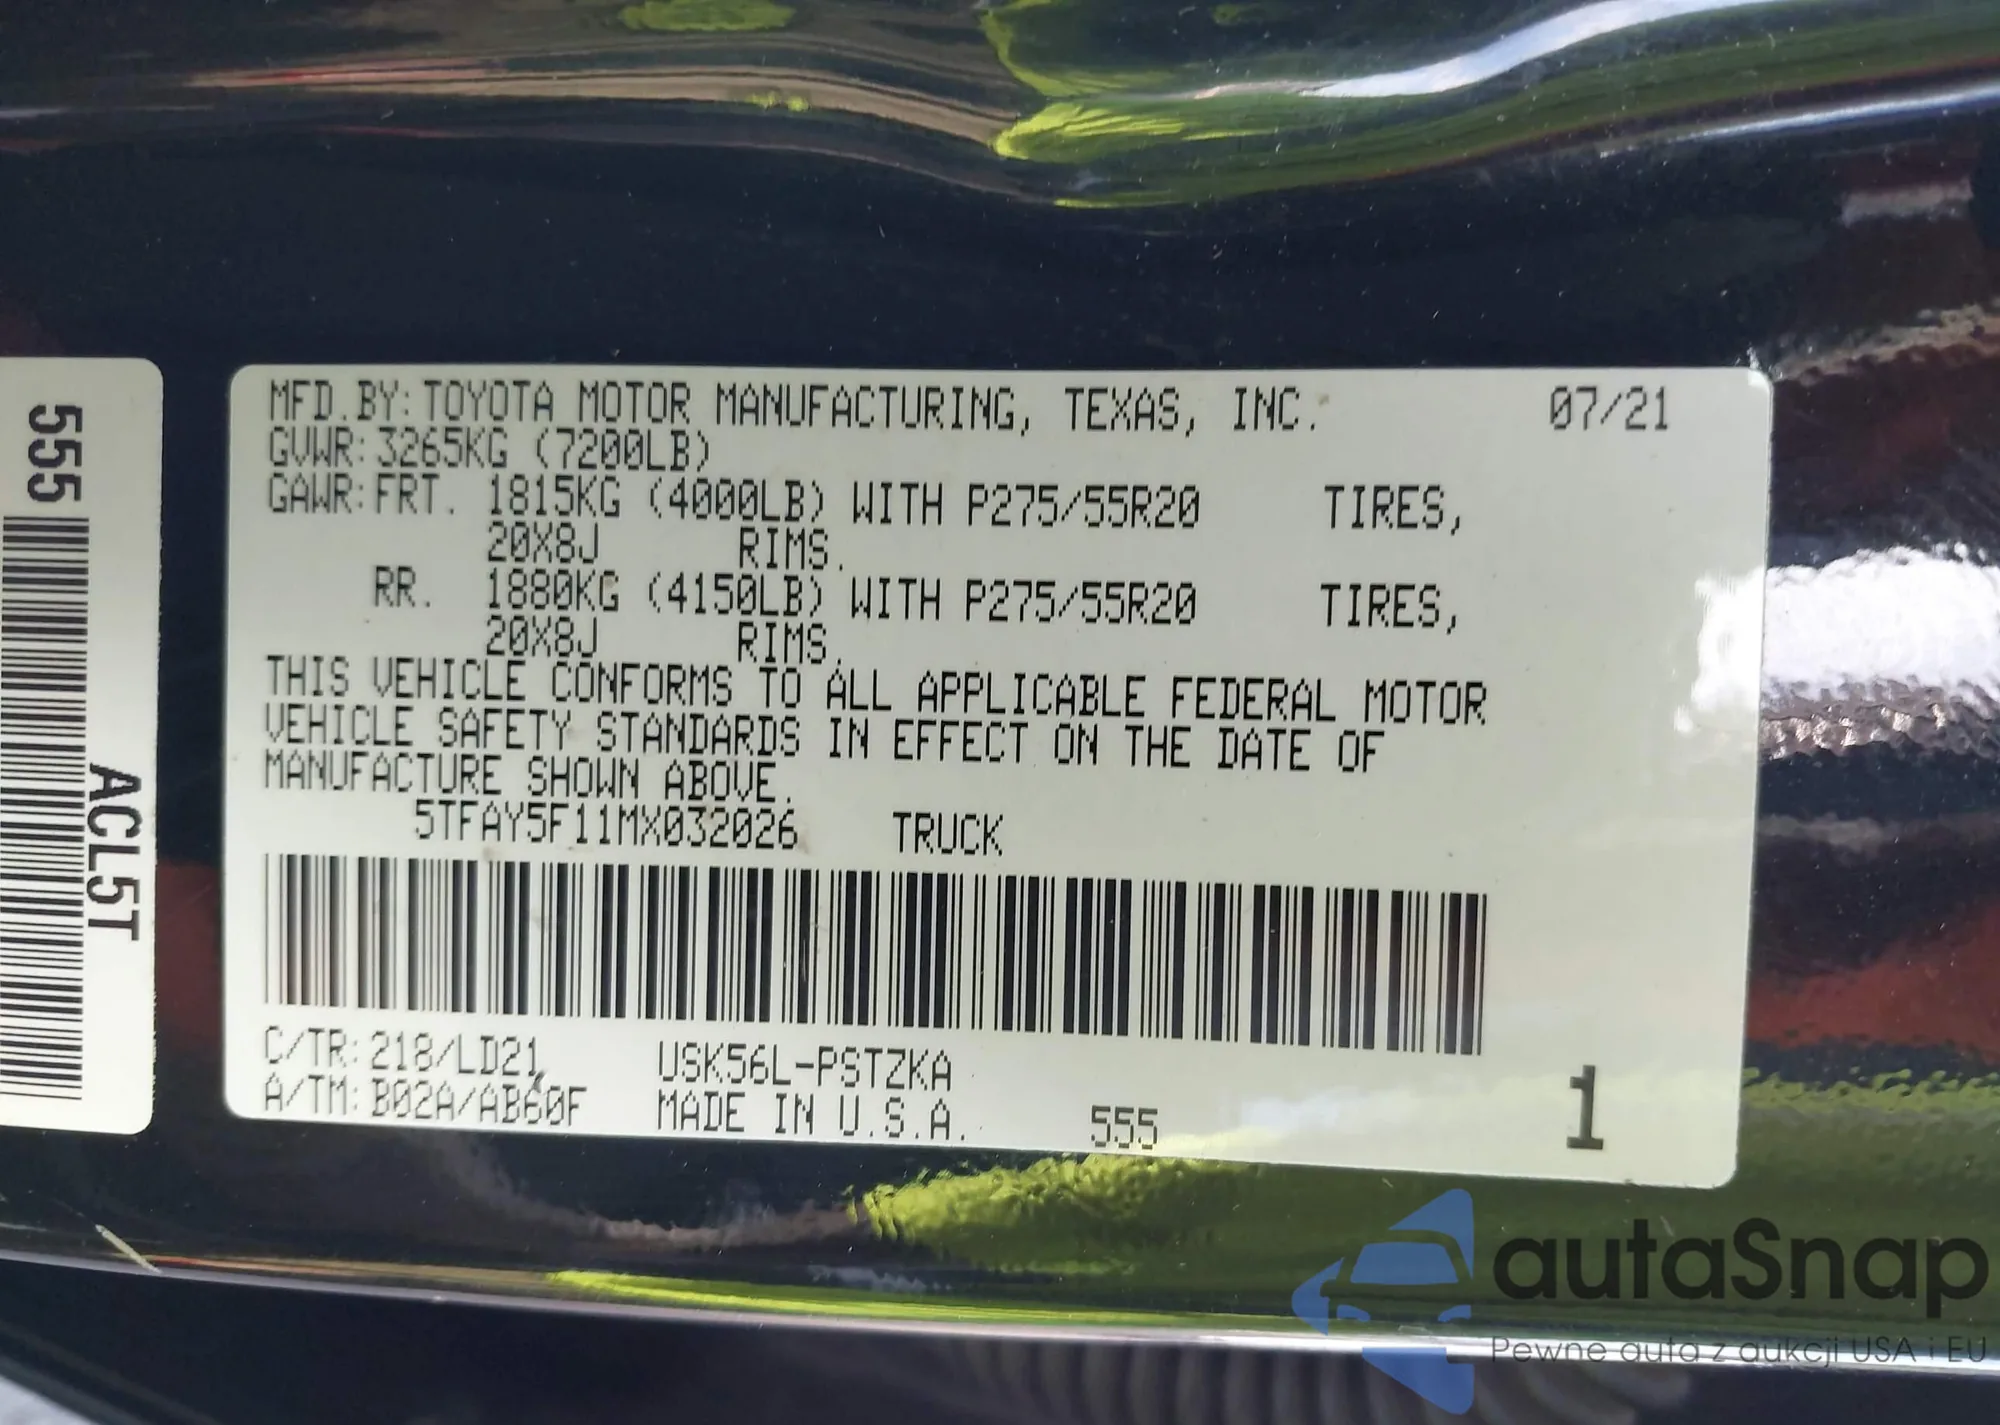 MFD.BY: TOYOTA MOTOR MANUFACTURING, TEXAS, INC. 07/21
GVWR: 3265KG (7200LB)
GAWR: FRT. 1815KG (4000LB) WITH P275/55R20 TIRES,
20X8J RIMS.
RR. 1880KG (4150LB) WITH P275/55R20 TIRES,
20X8J RIMS.
THIS VEHICLE CONFORMS TO ALL APPLICABLE FEDERAL MOTOR
VEHICLE SAFETY STANDARDS IN EFFECT ON THE DATE OF
MANUFACTURE SHOWN ABOVE.
5TFAY5F11MX032026 TRUCK
C/TR: 218/LD21 USK56L-PSTZKA
A/TM: B02A/AB60F MADE IN U.S.A. 555 1
555
ACL5T
autaSnap
Pewne auta z aukcji USA i EU